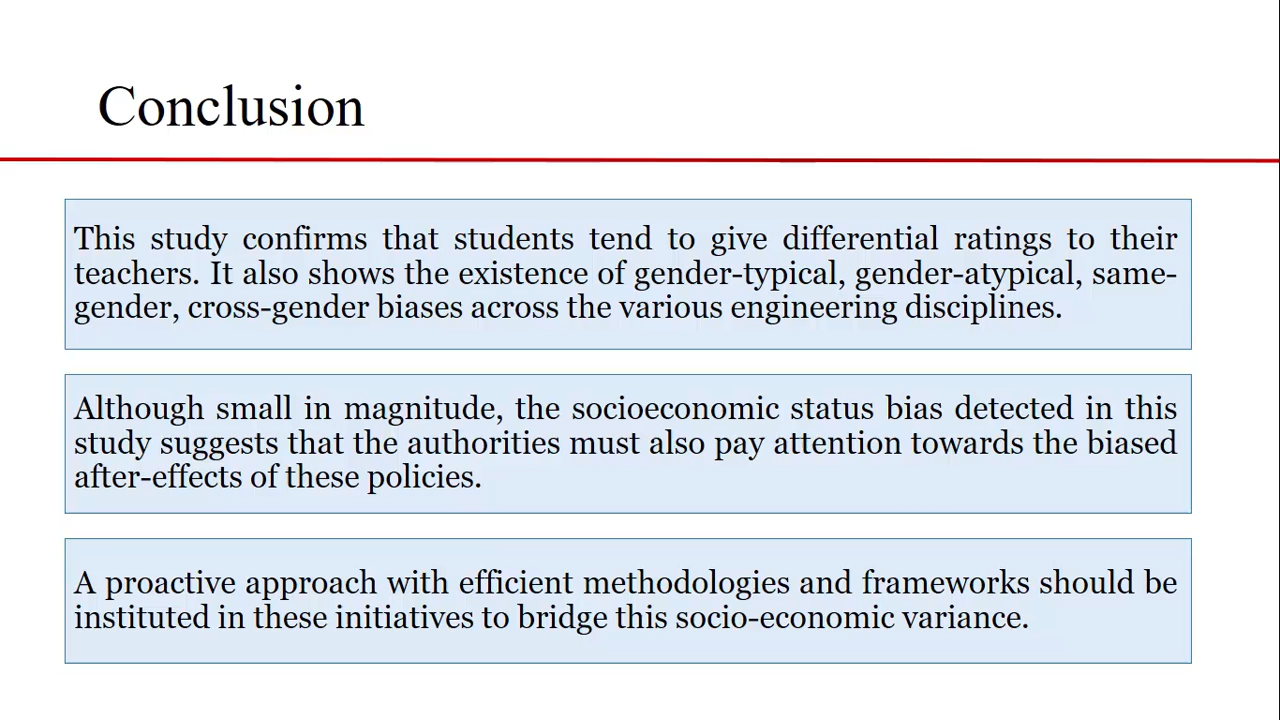 Conclusion
This study confirms that students tend to give differential ratings to their
teachers. It also shows the existence of gender-typical, gender-atypical, same-
gender, cross-gender biases across the various engineering disciplines.
Although small in magnitude, the socioeconomic status bias detected in this
study suggests that the authorities must also pay attention towards the biased
after-effects of these policies.
A proactive approach with efficient methodologies and frameworks should be
instituted in these initiatives to bridge this socio-economic variance.